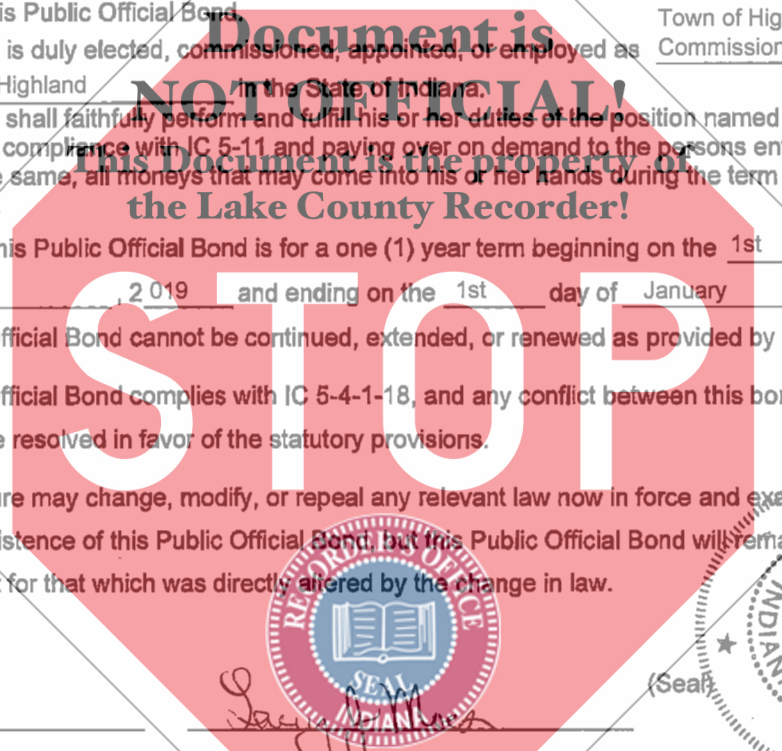 is Public Official Bond,
Document is
Town of Hig
is duly elected, commissioned, appointed, or employed as
Commission
Highland
in the State of Indiana.
NOT OFFICIAL!
shall faithfully perform and fulfill his or her duties of the position named
compliance with IC 5-11 and paying over on demand to the persons en
This Document is the property of
same, all moneys that may come into his or her hands during the term
the Lake County Recorder!
his Public Official Bond is for a one (1) year term beginning on the 1st
, 2 019 and ending on the 1st day of January
STOP
fficial Bond cannot be continued, extended, or renewed as provided by
fficial Bond complies with IC 5-4-1-18, and any conflict between this bon
e resolved in favor of the statutory provisions.
re may change, modify, or repeal any relevant law now in force and exe
istence of this Public Official Bond, but this Public Official Bond will rema
for that which was directly altered by the change in law.
RECORDER OFFICE
SEAL
INDIANA
(Seal)
INDIAN